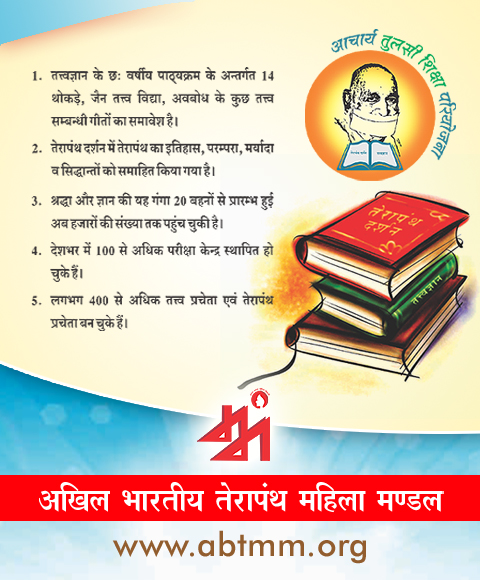 आचार्य तुलसी शिक्षा परियोजना
1. तत्त्वज्ञान के छः वर्षीय पाठ्यक्रम के अन्तर्गत 14
थोकड़े, जैन तत्त्व विद्या, अवबोध के कुछ तत्त्व
सम्बन्धी गीतों का समावेश है।
2. तेरापंथ दर्शन में तेरापंथ का इतिहास, परम्परा, मर्यादा
व सिद्धान्तों को समाहित किया गया है।
3. श्रद्धा और ज्ञान की यह गंगा 20 बहनों से प्रारम्भ हुई
अब हजारों की संख्या तक पहुंच चुकी है।
4. देशभर में 100 से अधिक परीक्षा केन्द्र स्थापित हो
चुके हैं।
5. लगभग 400 से अधिक तत्त्व प्रचेता एवं तेरापंथ
प्रचेता बन चुके हैं।
तेरापंथ
दर्शन
तत्त्वज्ञान
अखिल भारतीय तेरापंथ महिला मण्डल
www.abtmm.org